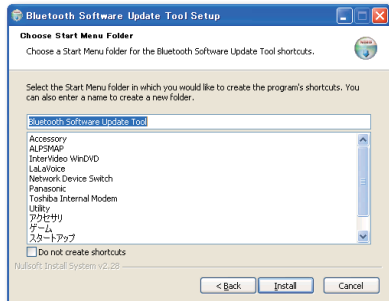 Bluetooth Software Update Tool Setup
Choose Start Menu Folder
Choose a Start Menu folder for the Bluetooth Software Update Tool shortcuts.
Select the Start Menu folder in which you would like to create the program's shortcuts. You
can also enter a name to create a new folder.
Bluetooth Software Update Tool
Accessory
ALPSMAP
InterVideo WinDVD
LaLaVoice
Network Device Switch
Panasonic
Toshiba Internal Modem
Utility
アクセサリ
ゲーム
スタートアップ
Do not create shortcuts
Nullsoft Install System v2.28
< Back
Install
Cancel